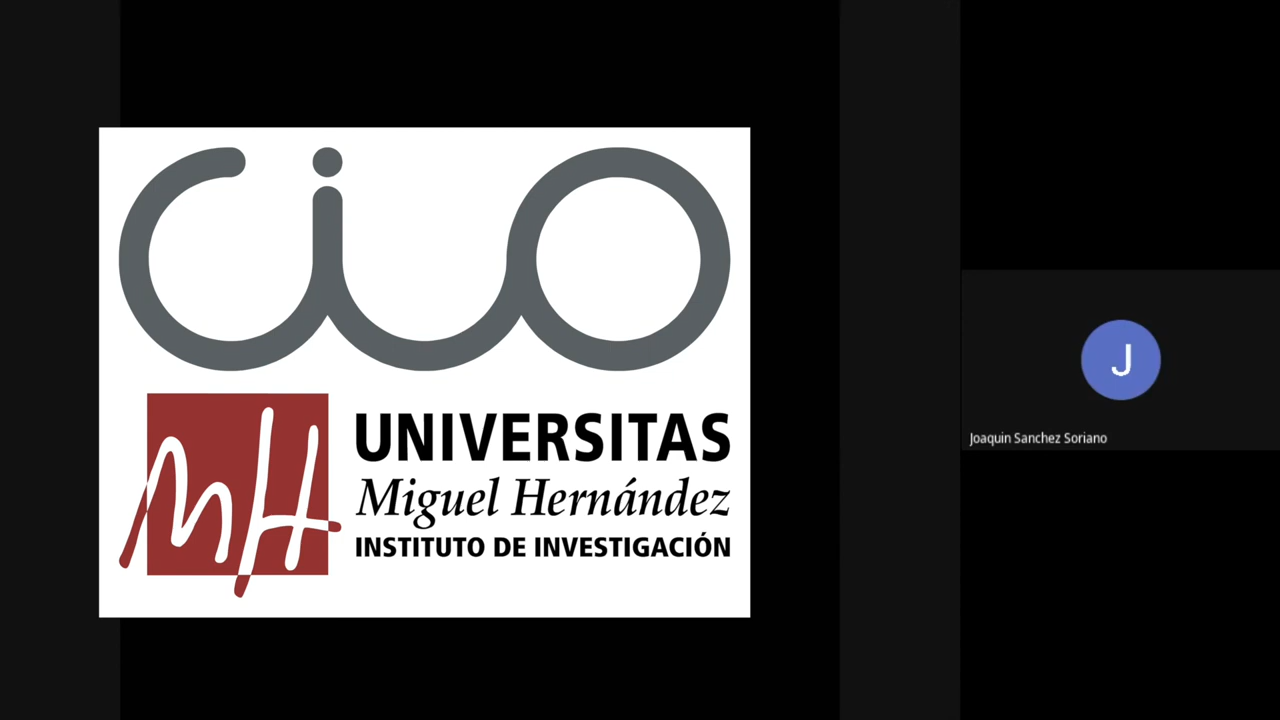 cio
MH
UNIVERSITAS
Miguel Hernández
INSTITUTO DE INVESTIGACIÓN
J
Joaquin Sanchez Soriano